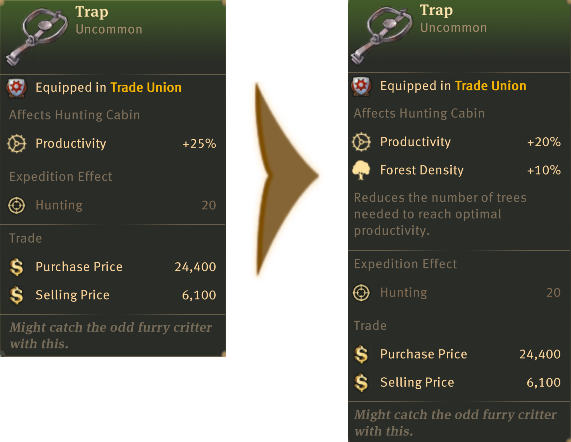 Trap
Uncommon
Equipped in Trade Union
Affects Hunting Cabin
Productivity +25%
Expedition Effect
Hunting 20
Trade
Purchase Price 24,400
Selling Price 6,100
Might catch the odd furry critter
with this.
Trap
Uncommon
Equipped in Trade Union
Affects Hunting Cabin
Productivity +20%
Forest Density +10%
Reduces the number of trees
needed to reach optimal
productivity.
Expedition Effect
Hunting 20
Trade
Purchase Price 24,400
Selling Price 6,100
Might catch the odd furry critter
with this.